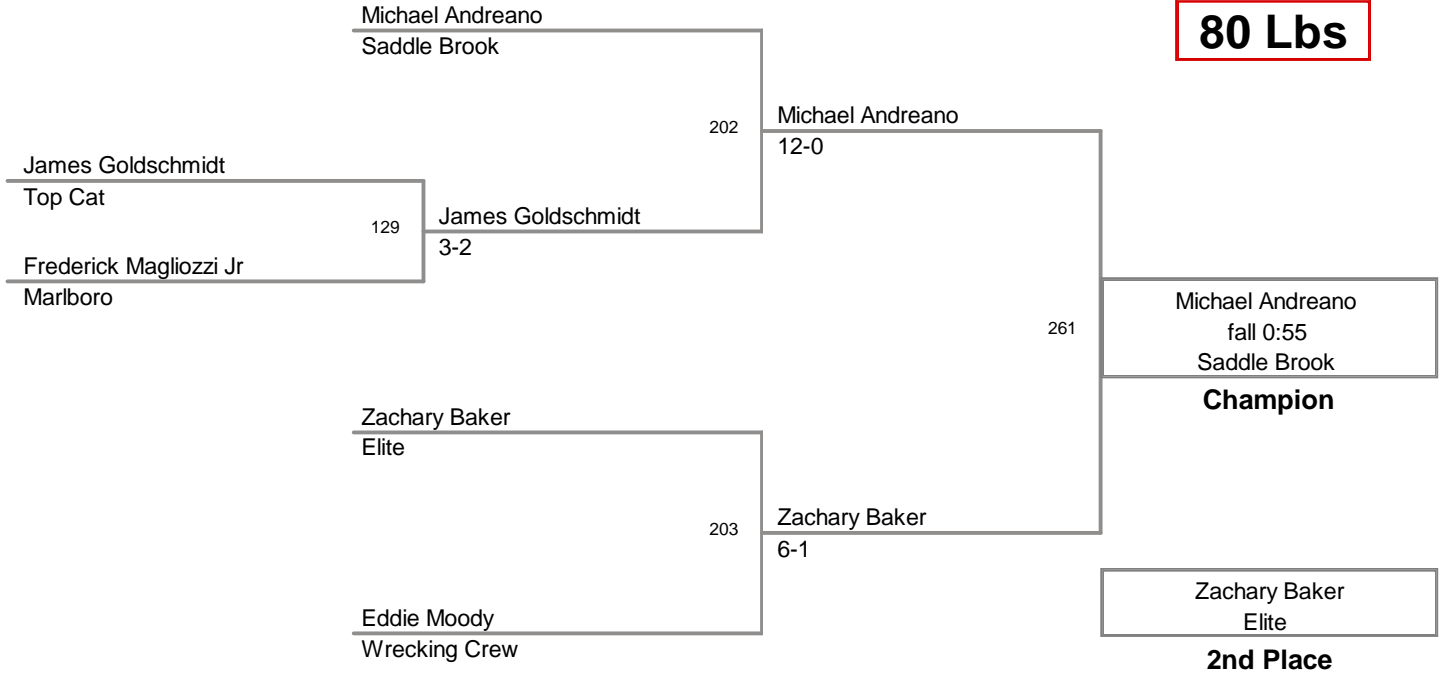 Michael Andreano
Saddle Brook
80 Lbs
202
Michael Andreano
12-0
James Goldschmidt
Top Cat
129
James Goldschmidt
3-2
Frederick Magliozzi Jr
Marlboro
261
Michael Andreano
fall 0:55
Saddle Brook
Champion
Zachary Baker
Elite
203
Zachary Baker
6-1
Eddie Moody
Wrecking Crew
Zachary Baker
Elite
2nd Place